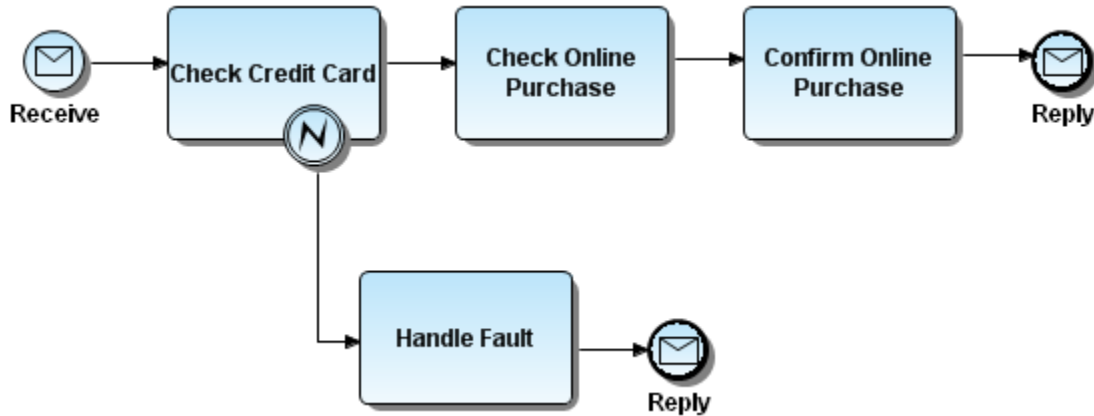 Receive
Check Credit Card
Check Online
Purchase
Confirm Online
Purchase
Reply
Handle Fault
Reply